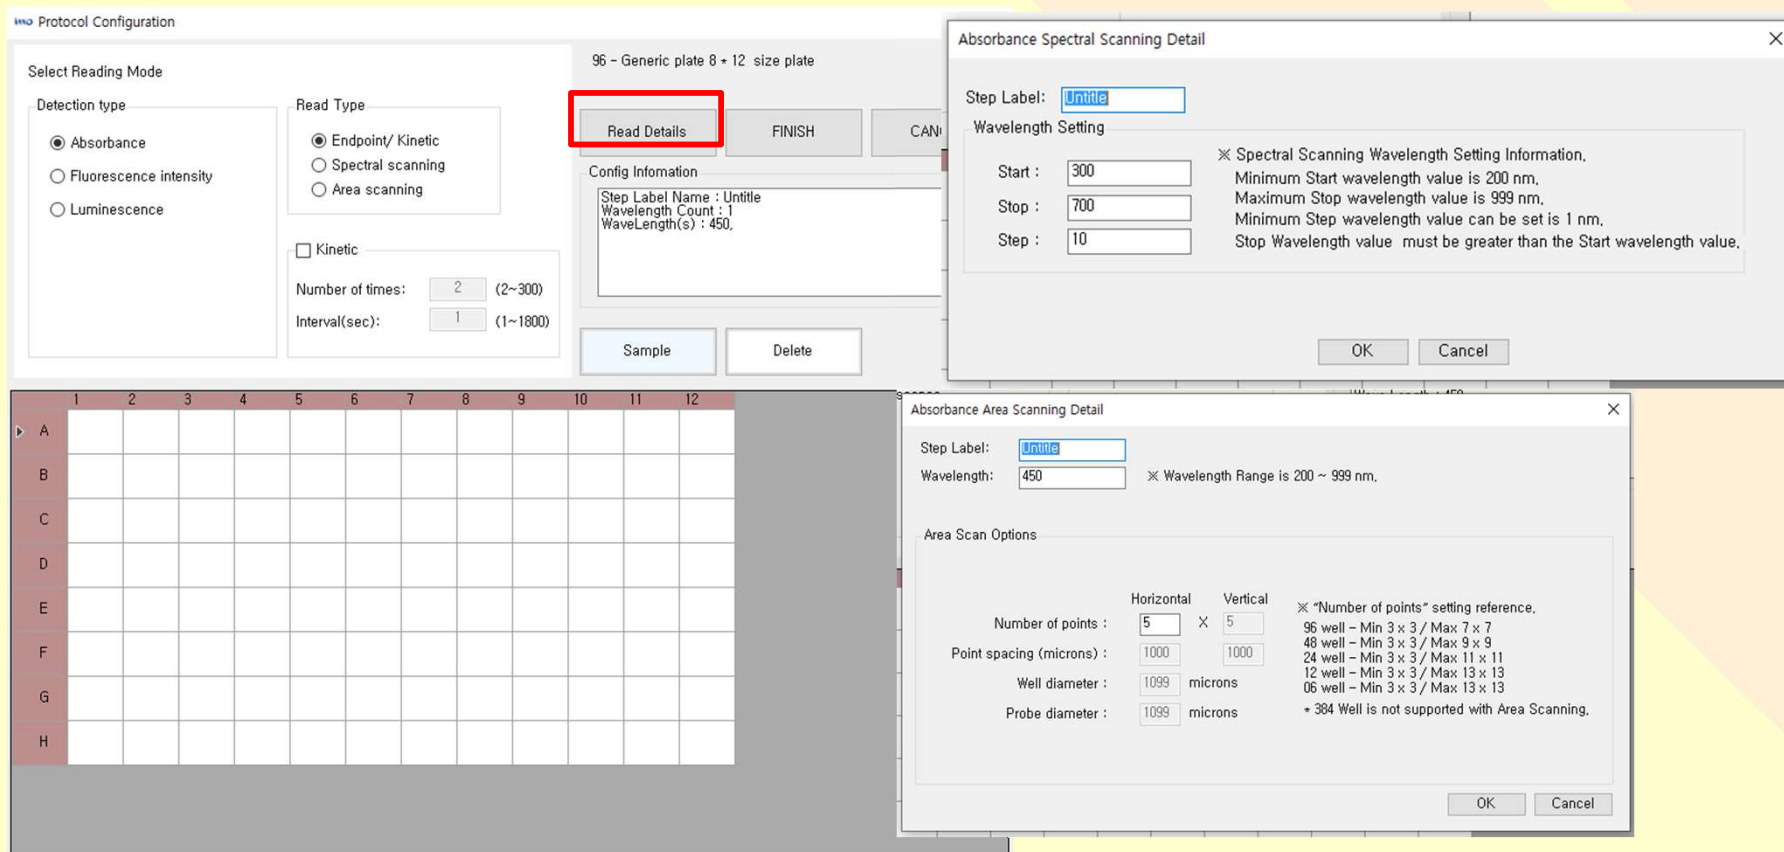 Protocol Configuration
Select Reading Mode
Detection type
Absorbance
Fluorescence intensity
Luminescence
Read Type
Endpoint/ Kinetic
Spectral scanning
Area scanning
Kinetic
Number of times: 2 (2~300)
Interval(sec): 1 (1~1800)
96 - Generic plate 8 * 12 size plate
Read Details
FINISH
Config Infomation
Step Label Name : Untitle
Wavelength Count : 1
WaveLength(s) : 450,
Sample
Delete
1 2 3 4 5 6 7 8 9 10 11 12
A
B
C
D
E
F
G
H
Absorbance Spectral Scanning Detail
Step Label: Untitle
Wavelength Setting
Start : 300
Stop : 700
Step : 10
※ Spectral Scanning Wavelength Setting Information.
Minimum Start wavelength value is 200 nm.
Maximum Stop wavelength value is 999 nm.
Minimum Step wavelength value can be set is 1 nm.
Stop Wavelength value must be greater than the Start wavelength value.
OK
Cancel
Absorbance Area Scanning Detail
Step Label: Untitle
Wavelength: 450 ※ Wavelength Range is 200 ~ 999 nm.
Area Scan Options
Horizontal Vertical
Number of points : 5 X 5
Point spacing (microns) : 1000 1000
Well diameter : 1099 microns
Probe diameter : 1099 microns
※ "Number of points" setting reference.
96 well - Min 3 x 3 / Max 7 x 7
48 well - Min 3 x 3 / Max 9 x 9
24 well - Min 3 x 3 / Max 11 x 11
12 well - Min 3 x 3 / Max 13 x 13
06 well - Min 3 x 3 / Max 13 x 13
* 384 Well is not supported with Area Scanning.
OK
Cancel